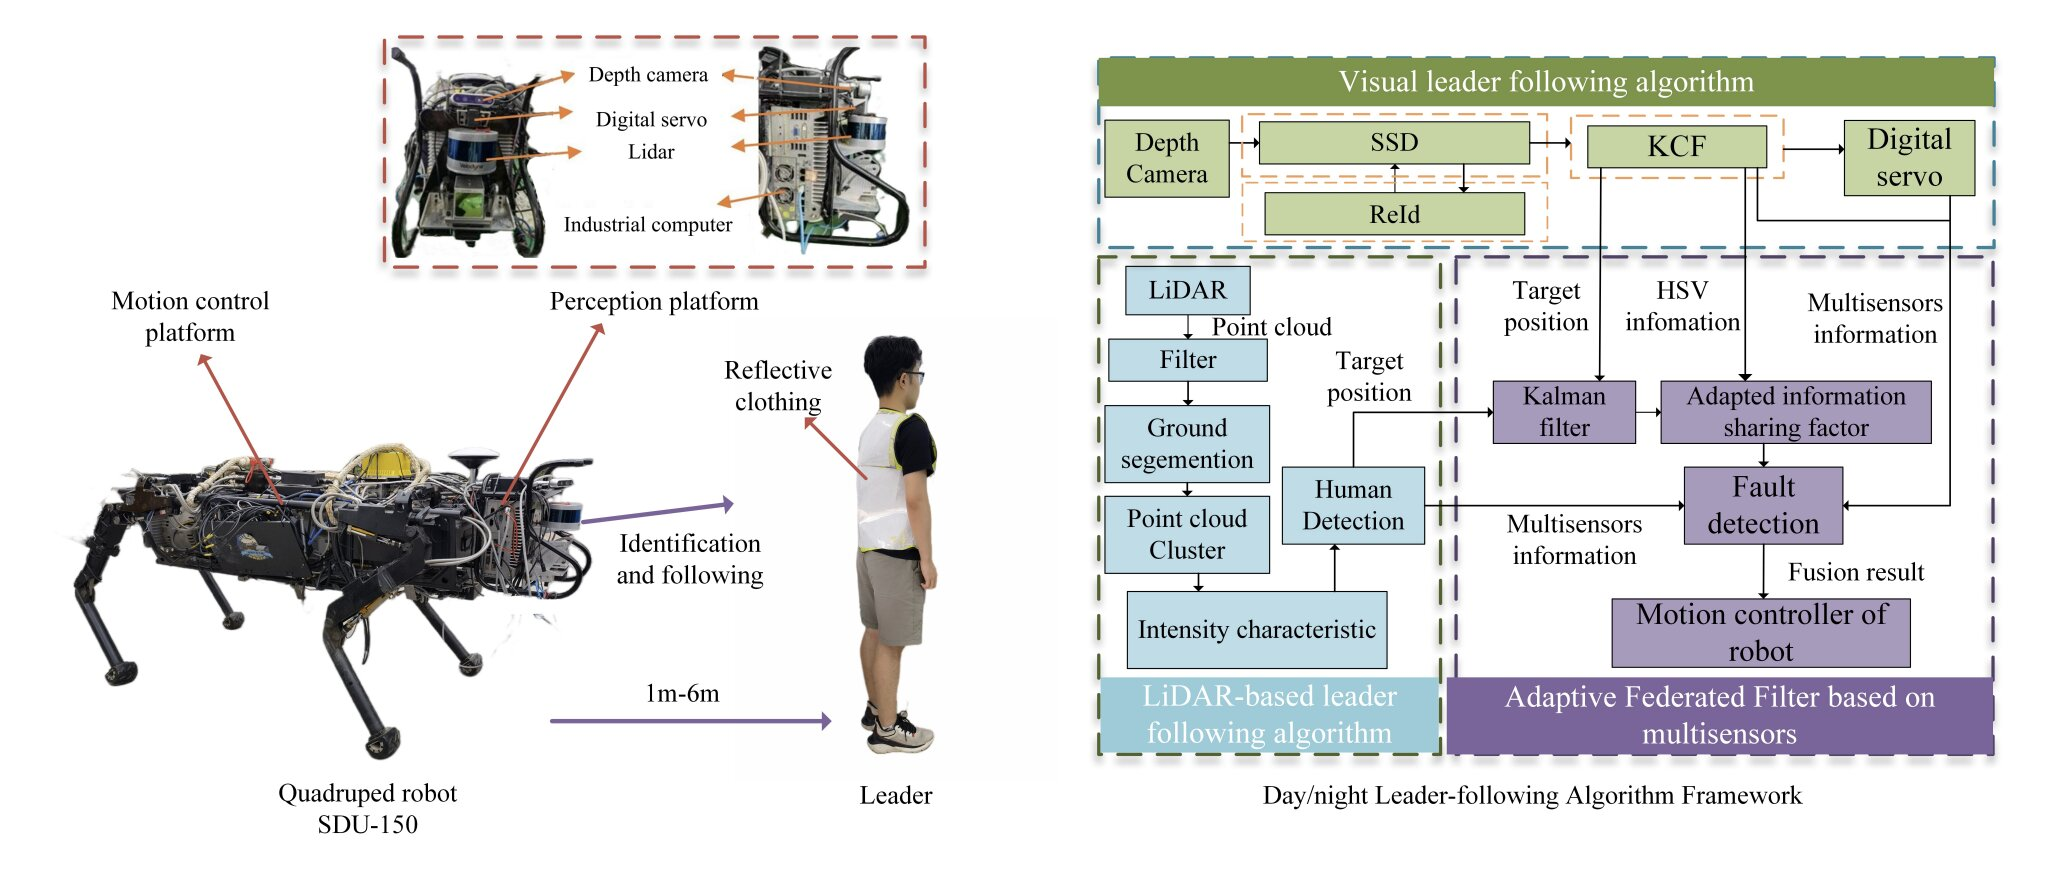 Depth camera
Digital servo
Lidar
Industrial computer
Motion control
platform
Perception platform
Reflective
clothing
Identification
and following
1m-6m
Quadruped robot
SDU-150
Leader
Visual leader following algorithm
Depth
Camera
SSD
ReId
KCF
Digital
servo
LiDAR
Point cloud
Filter
Ground
segemention
Point cloud
Cluster
Intensity characteristic
Human
Detection
Target
position
LiDAR-based leader
following algorithm
Target
position
HSV
infomation
Multisensors
information
Kalman
filter
Adapted information
sharing factor
Fault
detection
Multisensors
information
Fusion result
Motion controller of
robot
Adaptive Federated Filter based on
multisensors
Day/night Leader-following Algorithm Framework